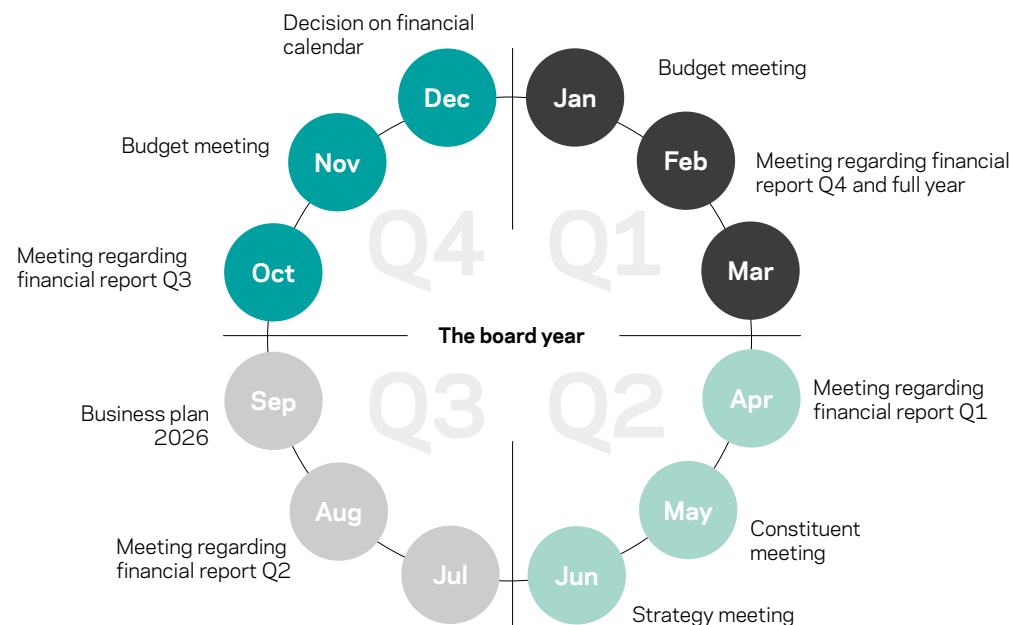 Decision on financial
calendar
Dec
Jan
Budget meeting
Budget meeting
Nov
Feb
Meeting regarding financial
report Q4 and full year
Q4
Q1
Meeting regarding
financial report Q3
Oct
Mar
The board year
Sep
Q3
Q2
Apr
Meeting regarding
financial report Q1
Business plan
2026
Aug
May
Constituent
meeting
Meeting regarding
financial report Q2
Jul
Jun
Strategy meeting